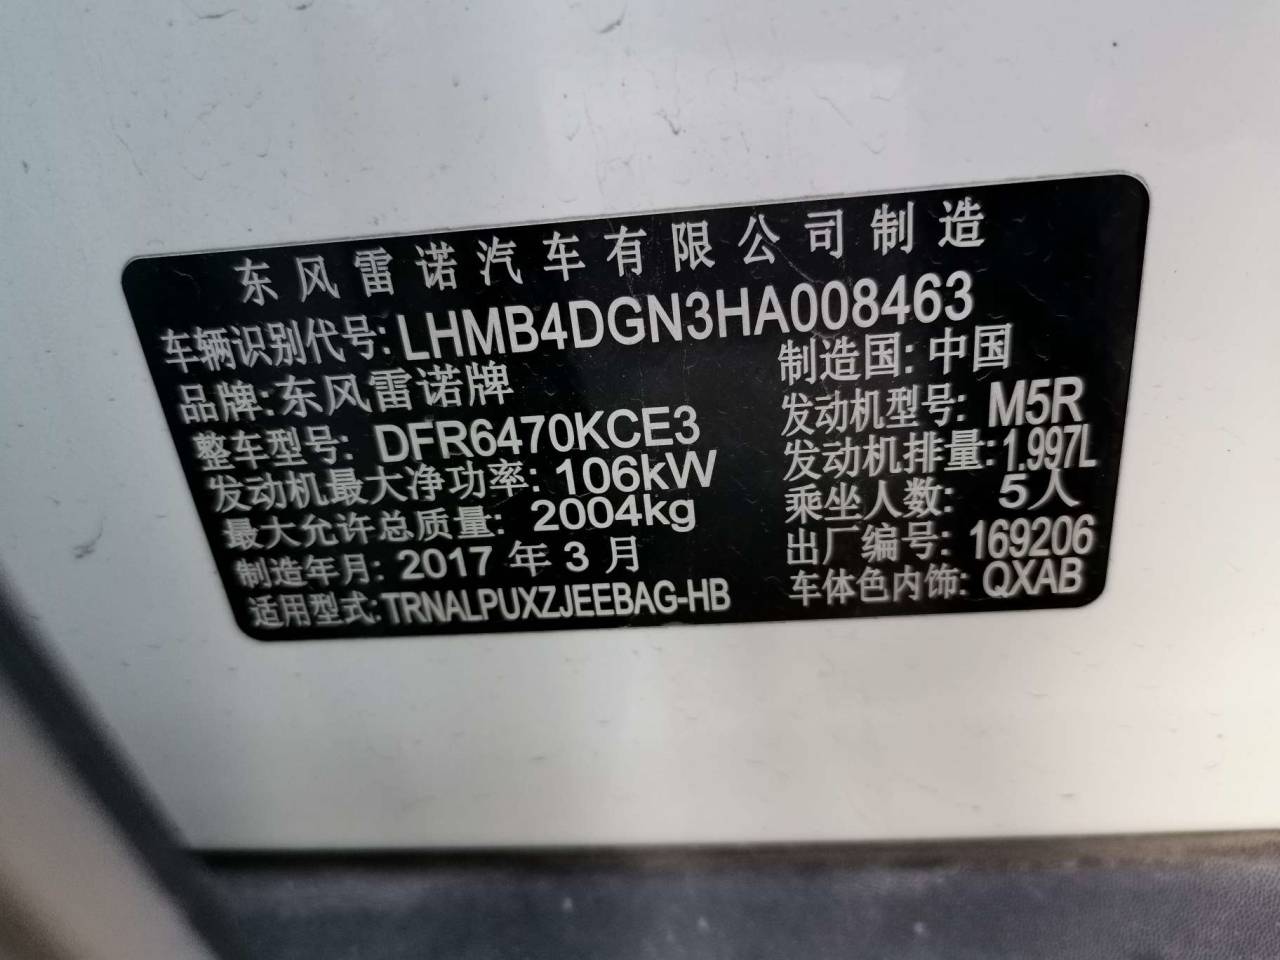 东风雷诺汽车有限公司制造
车辆识别代号: LHMB4DGN3HA008463
品牌: 东风雷诺牌 制造国: 中国
整车型号: DFR6470KCE3 发动机型号: M5R
发动机最大净功率: 106kW 发动机排量: 1.997L
最大允许总质量: 2004kg 乘坐人数: 5人
制造年月: 2017 年 3 月 出厂编号: 169206
适用型式: TRNALPUXZJEEBAG-HB 车体色内饰: QXAB